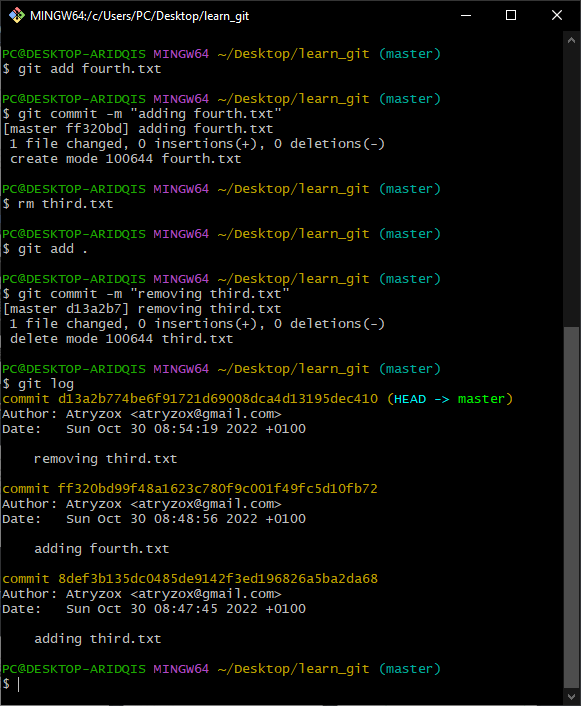 MINGW64:/c/Users/PC/Desktop/learn_git
PC@DESKTOP-ARIDQIS MINGW64 ~/Desktop/learn_git (master)
$ git add fourth.txt
PC@DESKTOP-ARIDQIS MINGW64 ~/Desktop/learn_git (master)
$ git commit -m "adding fourth.txt"
[master ff320bd] adding fourth.txt
 1 file changed, 0 insertions(+), 0 deletions(-)
 create mode 100644 fourth.txt
PC@DESKTOP-ARIDQIS MINGW64 ~/Desktop/learn_git (master)
$ rm third.txt
PC@DESKTOP-ARIDQIS MINGW64 ~/Desktop/learn_git (master)
$ git add .
PC@DESKTOP-ARIDQIS MINGW64 ~/Desktop/learn_git (master)
$ git commit -m "removing third.txt"
[master d13a2b7] removing third.txt
 1 file changed, 0 insertions(+), 0 deletions(-)
 delete mode 100644 third.txt
PC@DESKTOP-ARIDQIS MINGW64 ~/Desktop/learn_git (master)
$ git log
commit d13a2b774be6f91721d69008dca4d13195dec410 (HEAD -> master)
Author: Atryzox <atryzox@gmail.com>
Date:   Sun Oct 30 08:54:19 2022 +0100
    removing third.txt
commit ff320bd99f48a1623c780f9c001f49fc5d10fb72
Author: Atryzox <atryzox@gmail.com>
Date:   Sun Oct 30 08:48:56 2022 +0100
    adding fourth.txt
commit 8def3b135dc0485de9142f3ed196826a5ba2da68
Author: Atryzox <atryzox@gmail.com>
Date:   Sun Oct 30 08:47:45 2022 +0100
    adding third.txt
PC@DESKTOP-ARIDQIS MINGW64 ~/Desktop/learn_git (master)
$